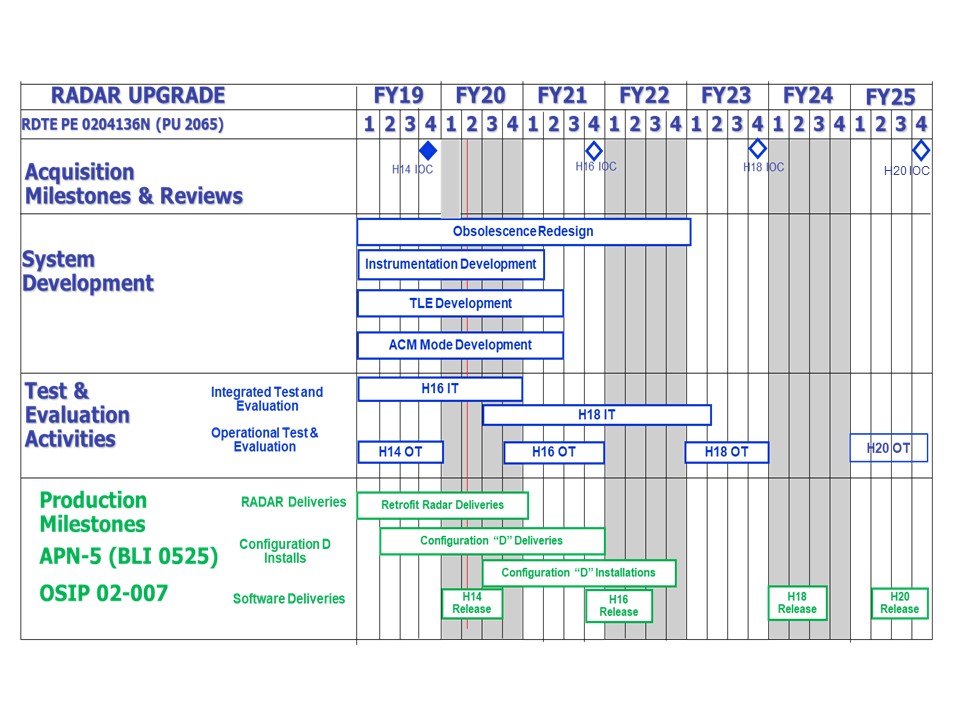 RADAR UPGRADE FY19 FY20 FY21 FY22 FY23 FY24 FY25
RDTE PE 0204136N (PU 2065) 1 2 3 4 1 2 3 4 1 2 3 4 1 2 3 4 1 2 3 4 1 2 3 4 1 2 3 4
Acquisition
Milestones & Reviews
H14 IOC
H16 IOC
H18 IOC
H20 IOC
System
Development
Obsolescence Redesign
Instrumentation Development
TLE Development
ACM Mode Development
Test &
Evaluation
Activities
Integrated Test and
Evaluation
H16 IT
H18 IT
Operational Test &
Evaluation
H14 OT
H16 OT
H18 OT
H20 OT
Production
Milestones
APN-5 (BLI 0525)
OSIP 02-007
RADAR Deliveries
Retrofit Radar Deliveries
Configuration D
Installs
Configuration “D” Deliveries
Configuration “D” Installations
Software Deliveries
H14
Release
H16
Release
H18
Release
H20
Release